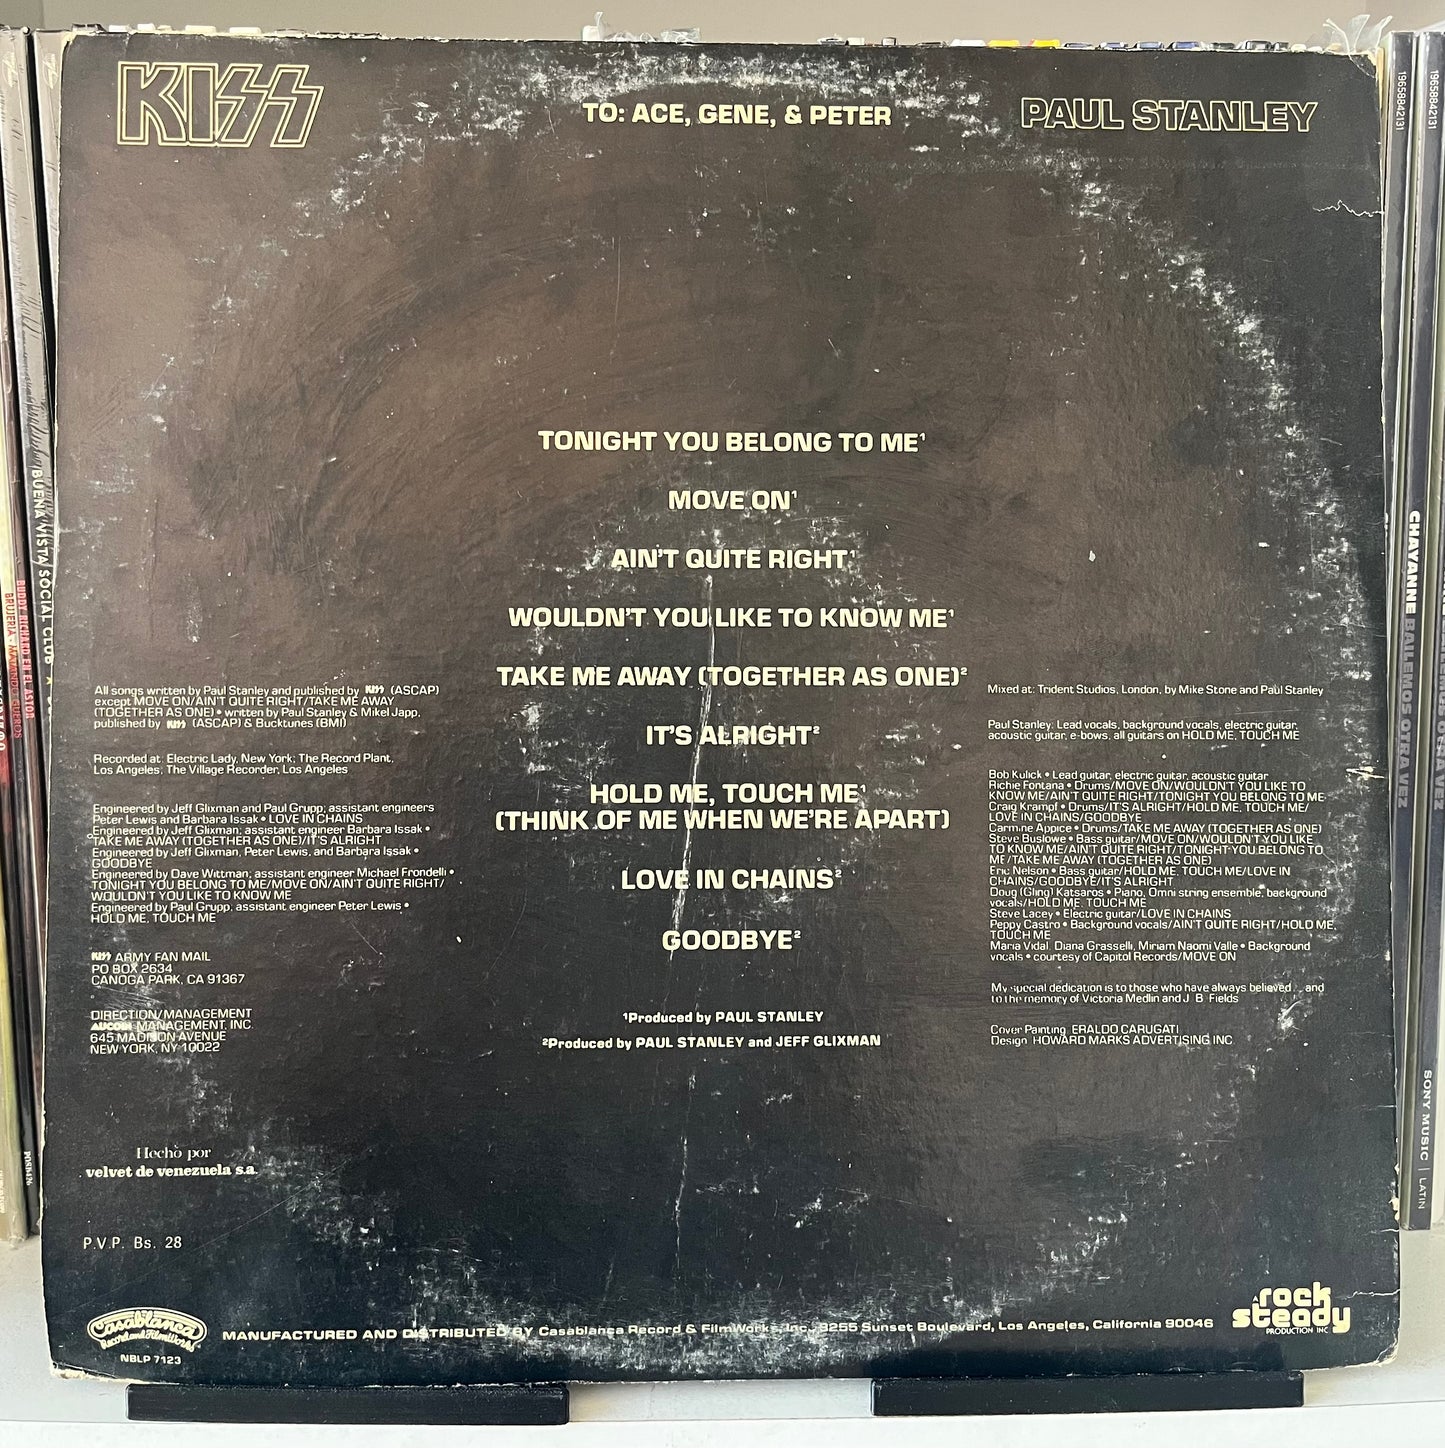 KISS
TO: ACE, GENE, & PETER
PAUL STANLEY
TONIGHT YOU BELONG TO ME¹
MOVE ON¹
AIN'T QUITE RIGHT¹
WOULDN'T YOU LIKE TO KNOW ME¹
TAKE ME AWAY (TOGETHER AS ONE)²
IT'S ALRIGHT²
HOLD ME, TOUCH ME¹
(THINK OF ME WHEN WE'RE APART)
LOVE IN CHAINS²
GOODBYE²
¹Produced by PAUL STANLEY
²Produced by PAUL STANLEY and JEFF GLIXMAN
All songs written by Paul Stanley and published by KISS (ASCAP)
except MOVE ON/AIN'T QUITE RIGHT/TAKE ME AWAY
(TOGETHER AS ONE) • written by Paul Stanley & Mikel Japp,
published by KISS (ASCAP) & Bucktunes (BMI)
Recorded at: Electric Lady, New York; The Record Plant,
Los Angeles; The Village Recorder, Los Angeles
Engineered by Jeff Glixman and Paul Grupp; assistant engineers
Peter Lewis and Barbara Issak • LOVE IN CHAINS
Engineered by Jeff Glixman; assistant engineer Barbara Issak •
TAKE ME AWAY (TOGETHER AS ONE)/IT'S ALRIGHT
Engineered by Jeff Glixman, Peter Lewis, and Barbara Issak •
GOODBYE
Engineered by Dave Wittman; assistant engineer Michael Frondelli •
TONIGHT YOU BELONG TO ME/MOVE ON/AIN'T QUITE RIGHT/
WOULDN'T YOU LIKE TO KNOW ME
Engineered by Paul Grupp, assistant engineer Peter Lewis •
HOLD ME, TOUCH ME
KISS ARMY FAN MAIL
PO BOX 2634
CANOGA PARK, CA 91367
DIRECTION/MANAGEMENT
AUCOIN MANAGEMENT, INC.
645 MADISON AVENUE
NEW YORK, NY 10022
Hecho por
velvet de venezuela s.a.
P.V.P. Bs. 28
Mixed at: Trident Studios, London, by Mike Stone and Paul Stanley
Paul Stanley: Lead vocals, background vocals, electric guitar,
acoustic guitar, e-bows, all guitars on HOLD ME, TOUCH ME
Bob Kulick • Lead guitar, electric guitar, acoustic guitar
Richie Fontana • Drums/MOVE ON/WOULDN'T YOU LIKE TO
KNOW ME/AIN'T QUITE RIGHT/TONIGHT YOU BELONG TO ME
Craig Krampf • Drums/IT'S ALRIGHT/HOLD ME, TOUCH ME/
LOVE IN CHAINS/GOODBYE
Carmine Appice • Drums/TAKE ME AWAY (TOGETHER AS ONE)
Steve Buslowe • Bass guitar/MOVE ON/WOULDN'T YOU LIKE
TO KNOW ME/AIN'T QUITE RIGHT/TONIGHT YOU BELONG TO
ME/TAKE ME AWAY (TOGETHER AS ONE)
Eric Nelson • Bass guitar/HOLD ME, TOUCH ME/LOVE IN
CHAINS/GOODBYE/IT'S ALRIGHT
Doug (Gling) Katsaros • Piano, Omni string ensemble, background
vocals/HOLD ME, TOUCH ME
Steve Lacey • Electric guitar/LOVE IN CHAINS
Peppy Castro • Background vocals/AIN'T QUITE RIGHT/HOLD ME,
TOUCH ME
Maria Vidal, Diana Grasselli, Miriam Naomi Valle • Background
vocals • courtesy of Capitol Records/MOVE ON
My special dedication is to those who have always believed... and
to the memory of Victoria Medlin and J. B. Fields
Cover Painting: ERALDO CARUGATI
Design: HOWARD MARKS ADVERTISING INC.
Casablanca
Record and FilmWorks
NBLP 7123
MANUFACTURED AND DISTRIBUTED BY Casablanca Record & FilmWorks, Inc., 8255 Sunset Boulevard, Los Angeles, California 90046
A rock
steady
PRODUCTION INC
BUENA VISTA SOCIAL CLUB
BUDDY RICHARD EN EL ASTOR
BRUJERIA • MATANDO GUEROS
CHAYANNE BAILEMOS OTRA VEZ
SONY MUSIC | LATIN
19658842131
19658842131